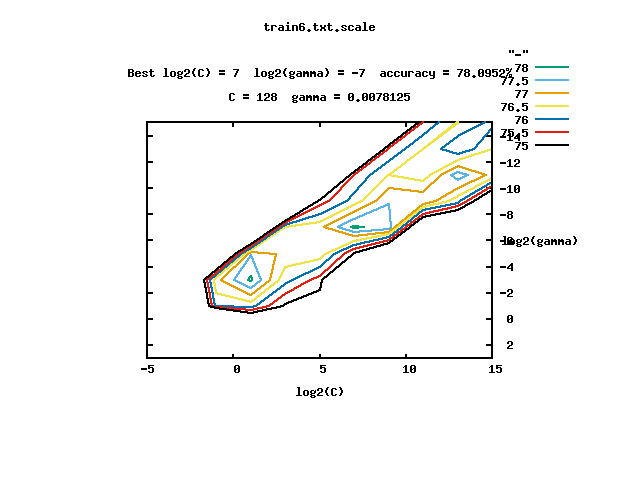 train6.txt.scale
"-"
78
Best log2(C) = 7 log2(gamma) = -7 accuracy = 78.0952%
77.5
77
C = 128 gamma = 0.0078125
76.5
76
75.5
-14
75
-12
-10
-8
-6
log2(gamma)
-4
-2
0
2
-5 0 5 10 15
log2(C)